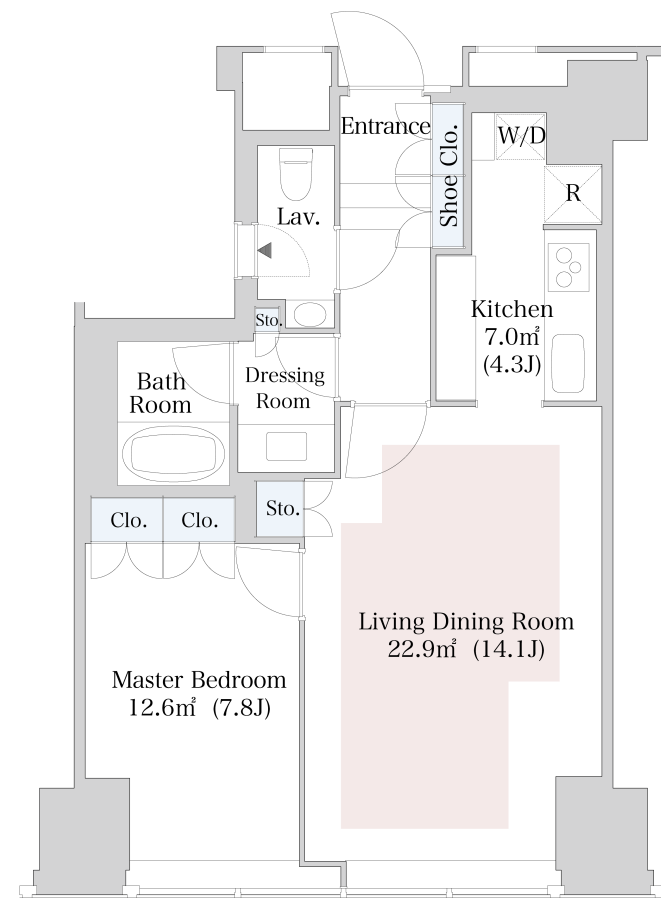 Entrance
W/D
Shoe Clo.
R
Lav.
Kitchen
7.0㎡
(4.3J)
Sto.
Bath
Room
Dressing
Room
Sto.
Clo.
Clo.
Living Dining Room
22.9㎡ (14.1J)
Master Bedroom
12.6㎡ (7.8J)